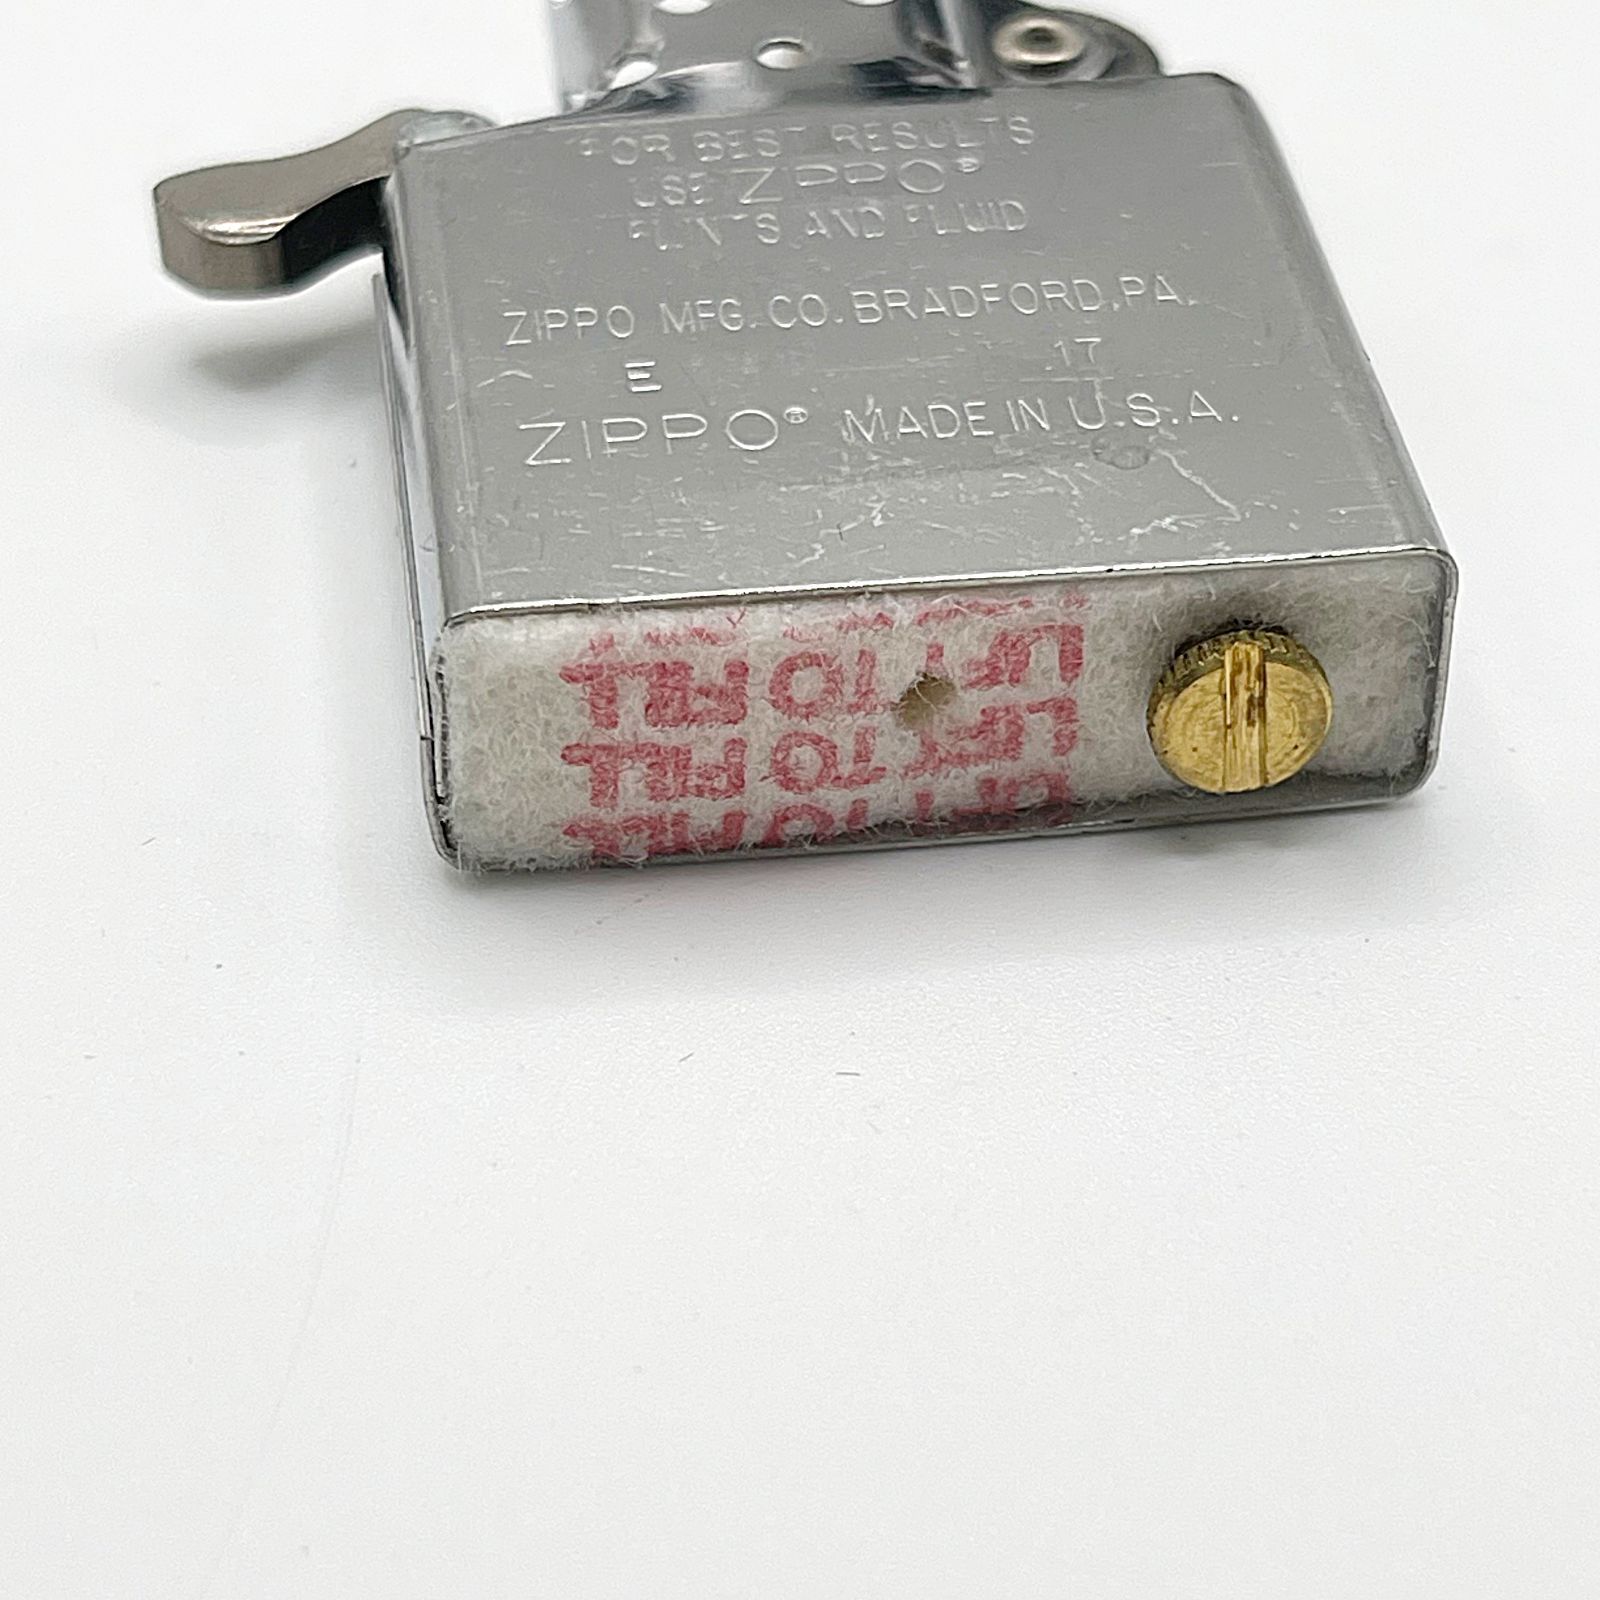 FOR BEST RESULTS
USE ZIPPO®
FLINTS AND FLUID
ZIPPO MFG. CO. BRADFORD, PA.
E 17
ZIPPO® MADE IN U.S.A.
LIFT TO FILL
LIFT TO FILL
LIFT TO FILL